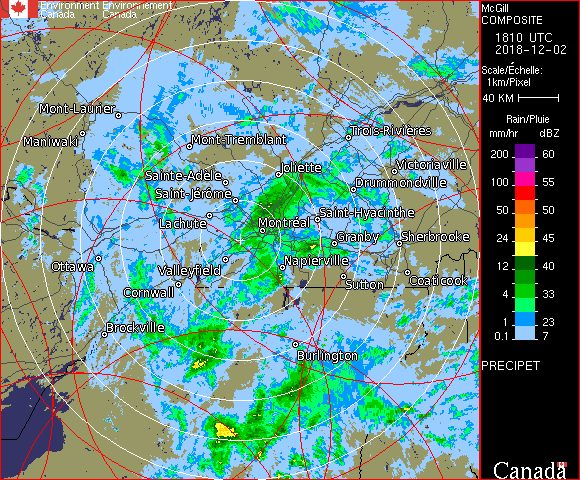 Environment Environnement
Canada Canada
McGill
COMPOSITE
1810 UTC
2018-12-02
Scale/Échelle:
1km/Pixel
40 KM
Rain/Pluie
mm/hr dBZ
200 60
100 55
50 50
24 45
12 40
4 33
1 23
0.1 7
PRECIPET
Canada
Mont-Laurier
Maniwaki
Mont-Tremblant
Trois-Rivières
Joliette
Victoriaville
Sainte-Adèle
Drummondville
Saint-Jérôme
Saint-Hyacinthe
Lachute
Montréal
Granby
Sherbrooke
Ottawa
Valleyfield
Napierville
Cornwall
Sutton
Coaticook
Brockville
Burlington